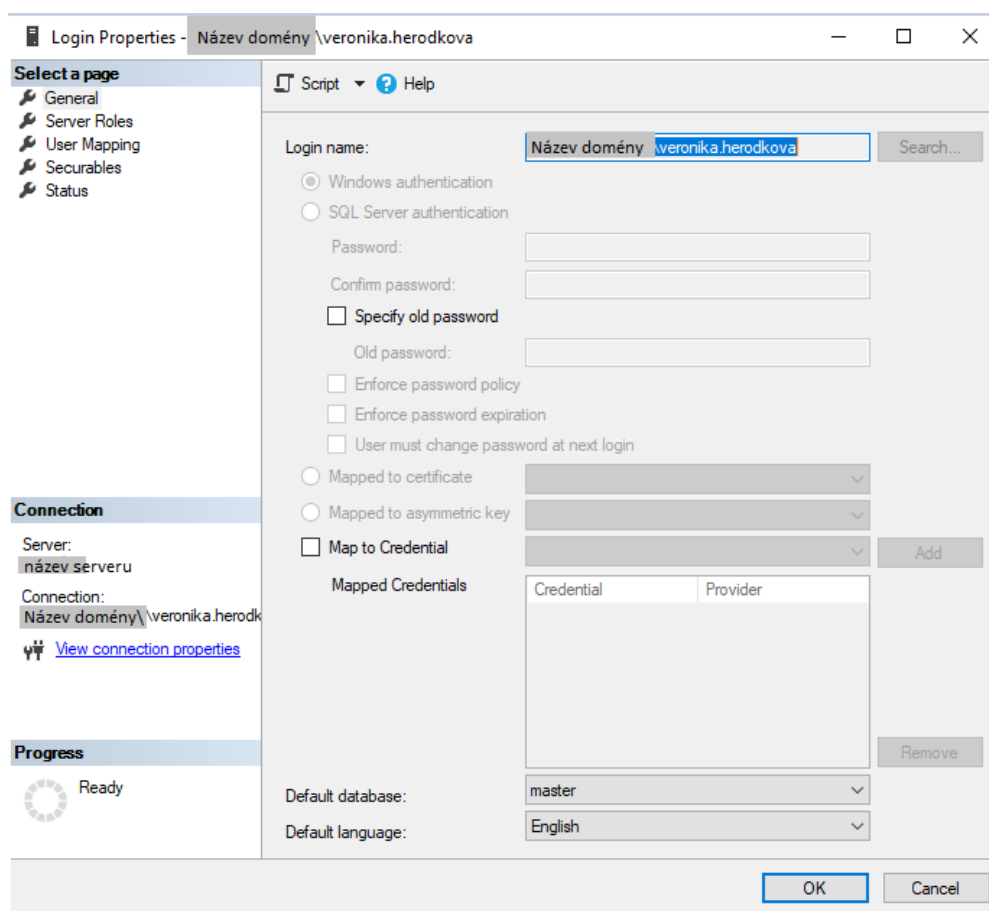 Login Properties - Název domény \veronika.herodkova
Select a page
General
Server Roles
User Mapping
Securables
Status
Script Help
Login name: Název domény \veronika.herodkova Search...
Windows authentication
SQL Server authentication
Password:
Confirm password:
Specify old password
Old password:
Enforce password policy
Enforce password expiration
User must change password at next login
Mapped to certificate
Mapped to asymmetric key
Map to Credential Add
Mapped Credentials Credential Provider
Remove
Default database: master
Default language: English
Connection
Server:
název serveru
Connection:
Název domény\ \veronika.herodk
View connection properties
Progress
Ready
OK Cancel